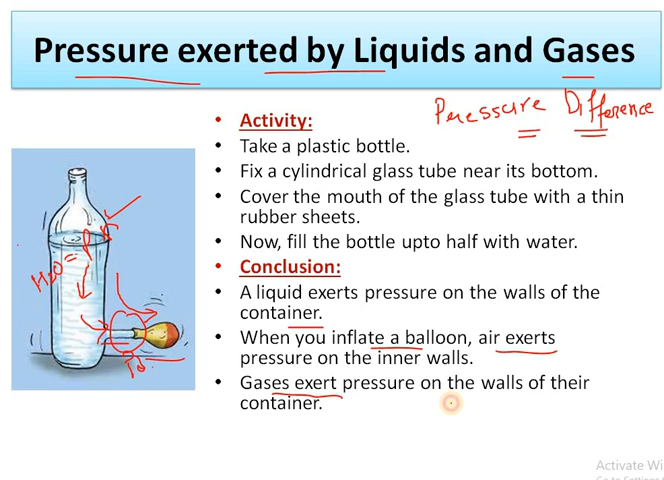 Pressure exerted by Liquids and Gases
Pressure Difference
• Activity:
• Take a plastic bottle.
• Fix a cylindrical glass tube near its bottom.
• Cover the mouth of the glass tube with a thin
rubber sheets.
• Now, fill the bottle upto half with water.
• Conclusion:
• A liquid exerts pressure on the walls of the
container.
• When you inflate a balloon, air exerts
pressure on the inner walls.
• Gases exert pressure on the walls of their
container.
H2O =
Activate Wi